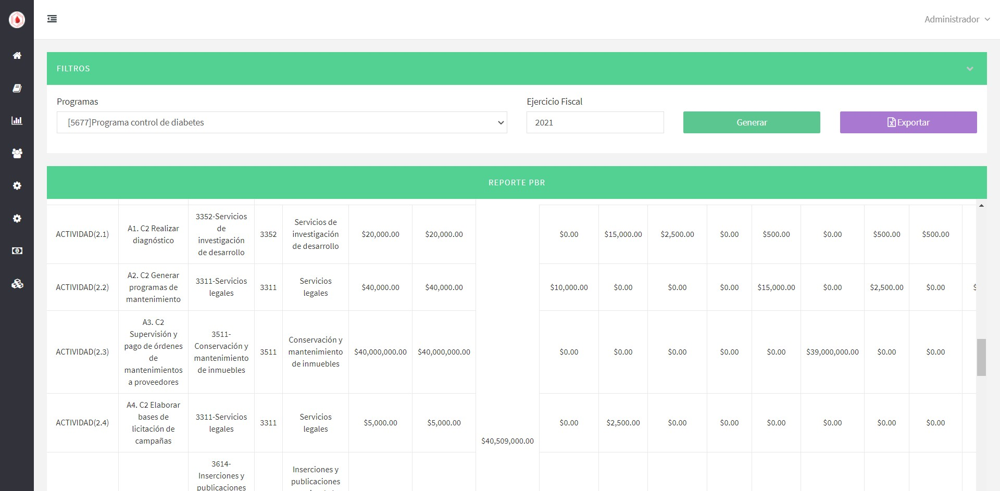 Administrador
FILTROS
Programas
Ejercicio Fiscal
[5677]Programa control de diabetes
2021
Generar
Exportar
REPORTE PBR
ACTIVIDAD(2.1)
A1. C2 Realizar
diagnóstico
3352-Servicios
de
investigación
de desarrollo
3352
Servicios de
investigación
de desarrollo
$20,000.00
$20,000.00
$0.00
$15,000.00
$2,500.00
$0.00
$500.00
$0.00
$500.00
$500.00
ACTIVIDAD(2.2)
A2. C2 Generar
programas de
mantenimiento
3311-Servicios
legales
3311
Servicios
legales
$40,000.00
$40,000.00
$10,000.00
$0.00
$0.00
$0.00
$15,000.00
$0.00
$2,500.00
$0.00
$
ACTIVIDAD(2.3)
A3. C2
Supervisión y
pago de órdenes
de
mantenimientos
a proveedores
3511-
Conservación y
mantenimiento
de inmuebles
3511
Conservación y
mantenimiento
de inmuebles
$40,000,000.00
$40,000,000.00
$0.00
$0.00
$0.00
$0.00
$0.00
$39,000,000.00
$0.00
$0.00
ACTIVIDAD(2.4)
A4. C2 Elaborar
bases de
licitación de
campañas
3311-Servicios
legales
3311
Servicios
legales
$5,000.00
$5,000.00
$40,509,000.00
$0.00
$2,500.00
$0.00
$0.00
$0.00
$0.00
$0.00
$0.00
3614-
Inserciones y
publicaciones
Inserciones y
publicaciones